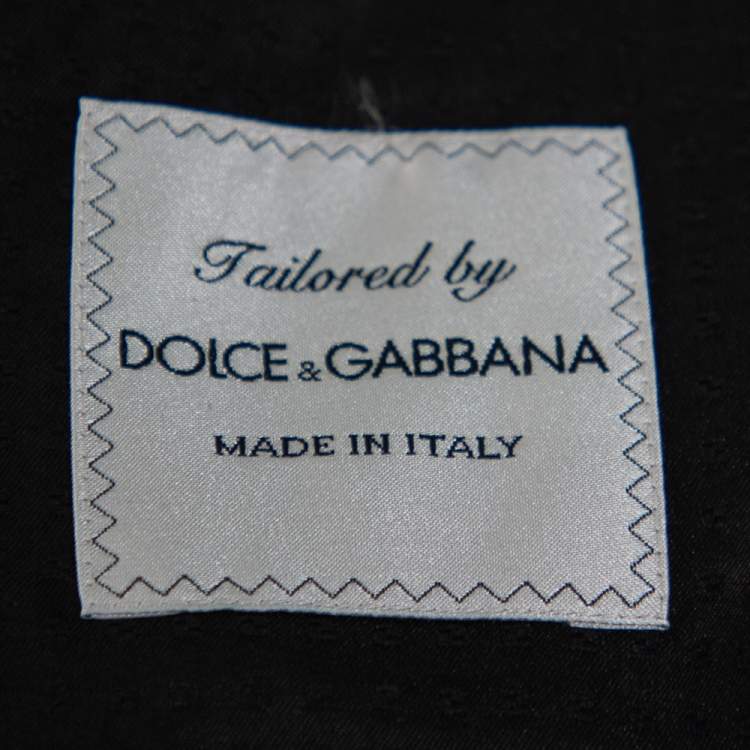 Tailored by
DOLCE & GABBANA
MADE IN ITALY